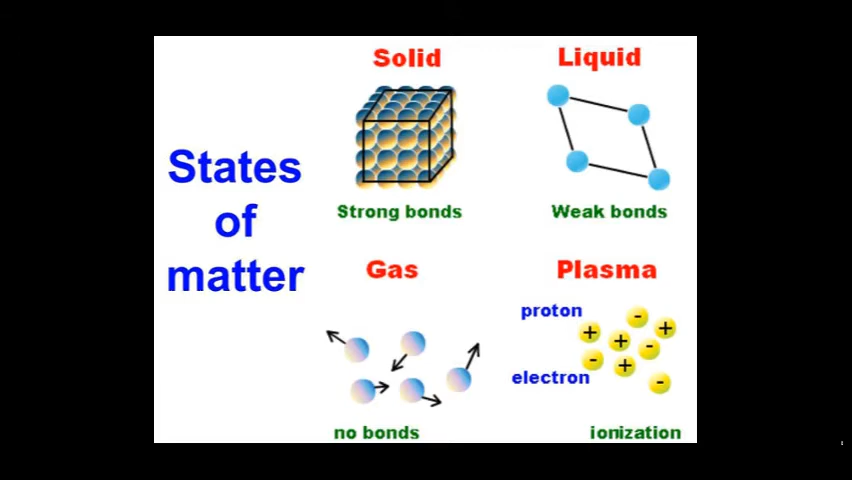 States
of
matter
Solid
Strong bonds
Liquid
Weak bonds
Gas
no bonds
Plasma
proton
- + + + - - + -
electron
ionization